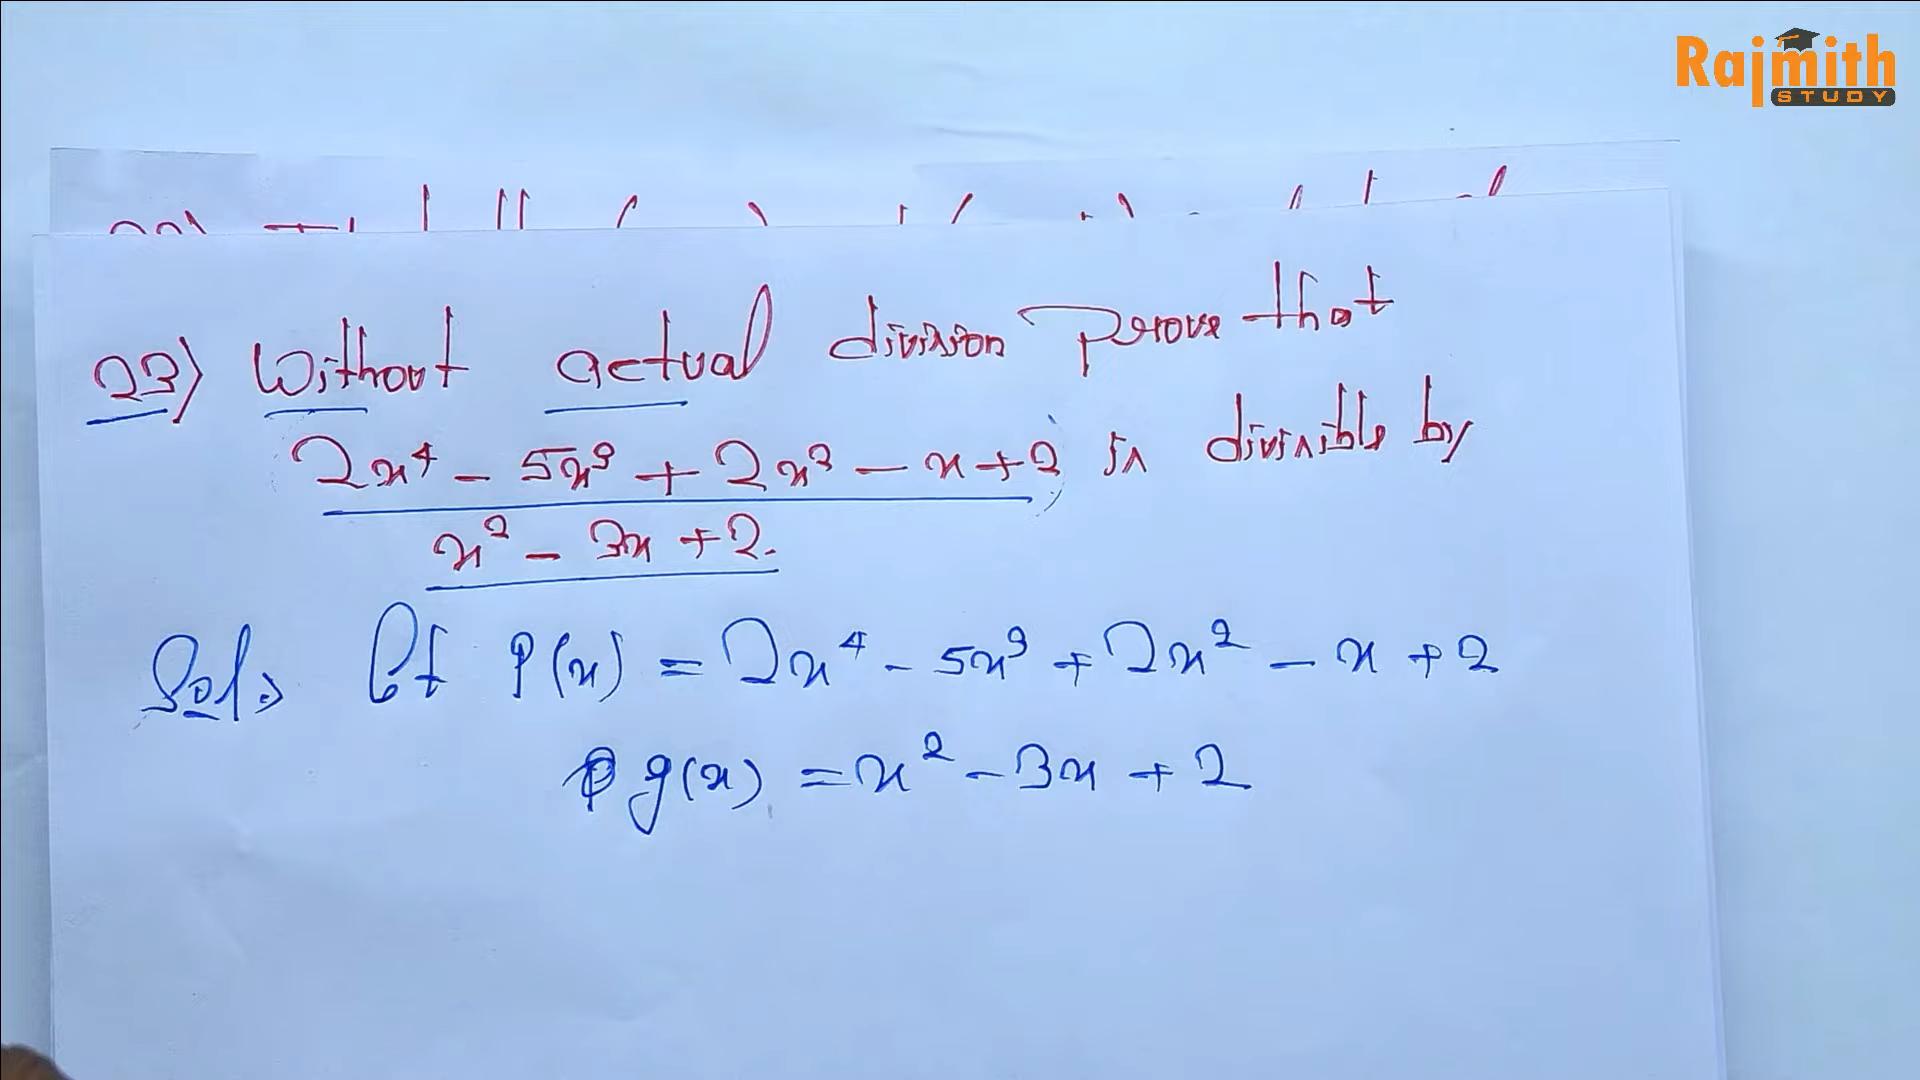 Rajmith
STUDY
23) Without actual division prove that
2x⁴ - 5x³ + 2x² - x + 2 is divisible by
x² - 3x + 2.
Sol: Let P(x) = 2x⁴ - 5x³ + 2x² - x + 2
g(x) = x² - 3x + 2